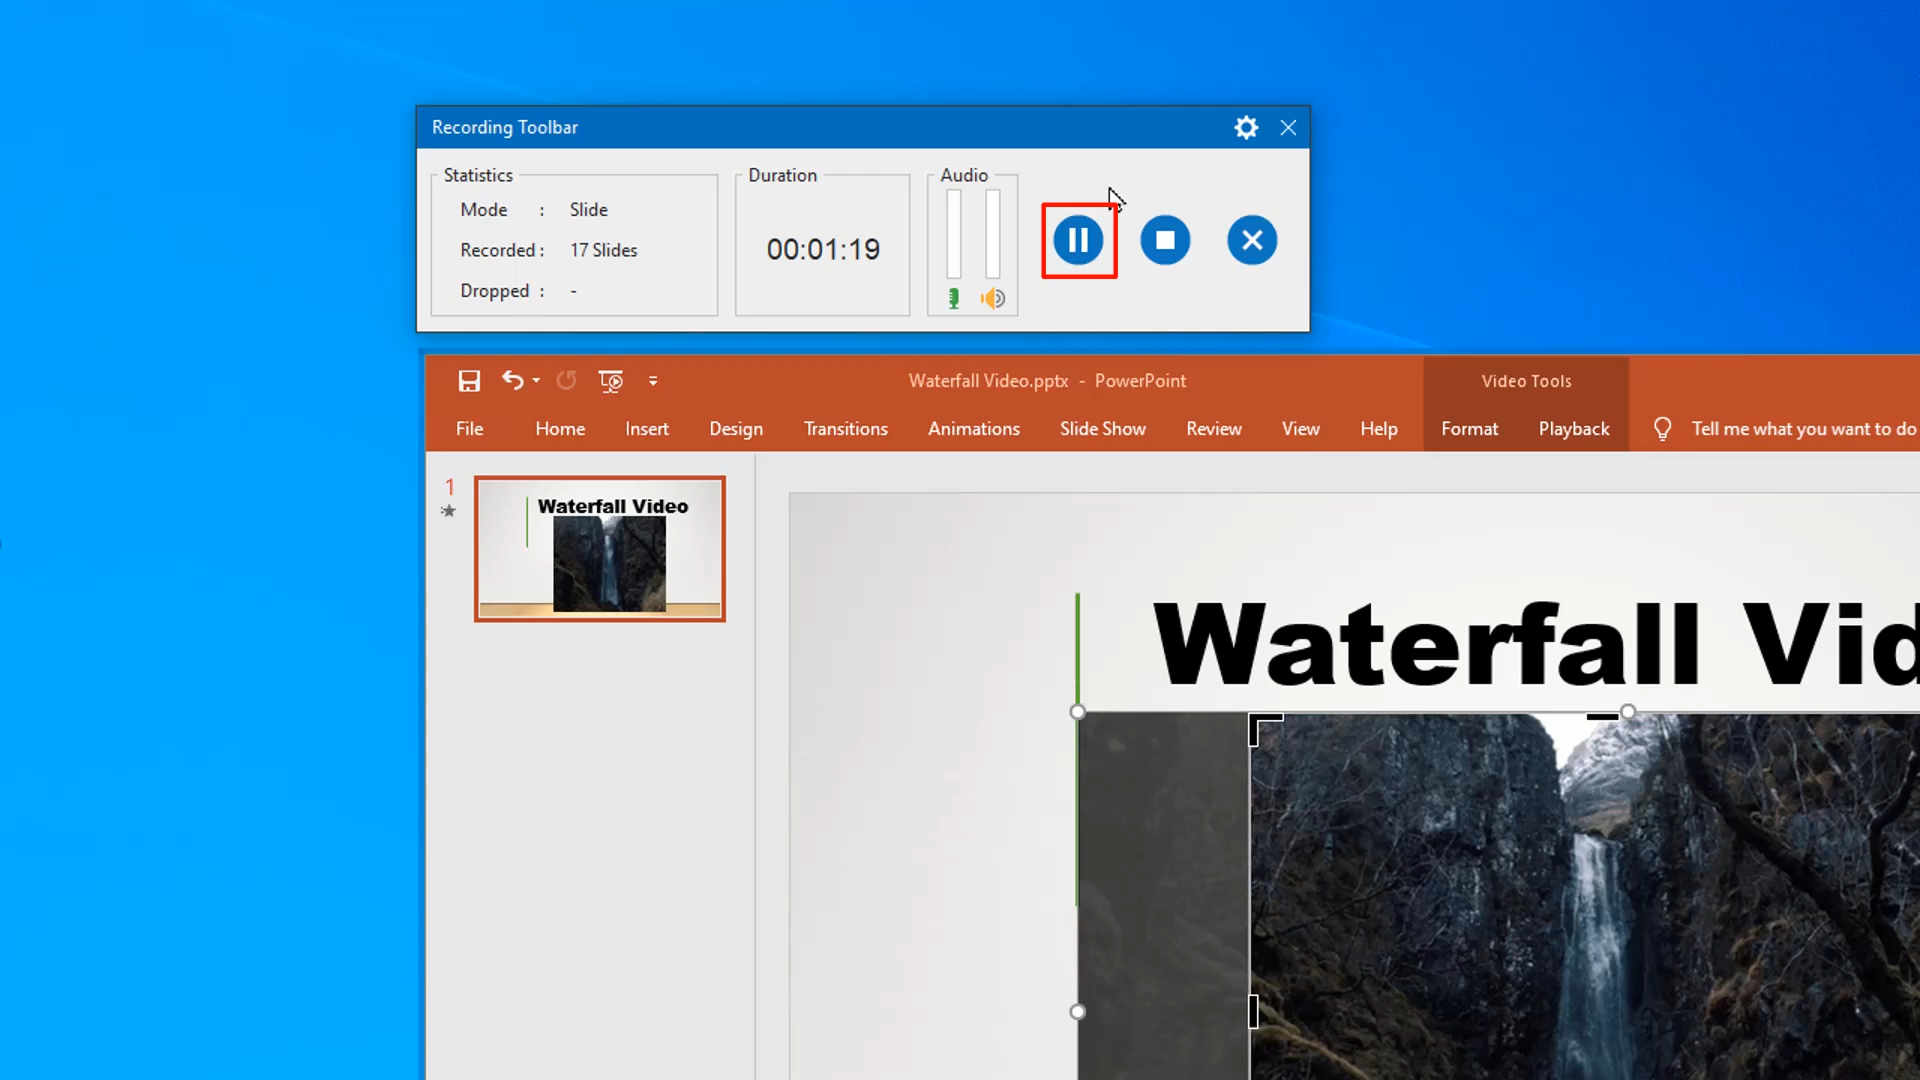 Recording Toolbar
Statistics
Mode : Slide
Recorded : 17 Slides
Dropped : -
Duration
00:01:19
Audio
Waterfall Video.pptx - PowerPoint
Video Tools
File Home Insert Design Transitions Animations Slide Show Review View Help Format Playback Tell me what you want to do
1
Waterfall Video
Waterfall Vid